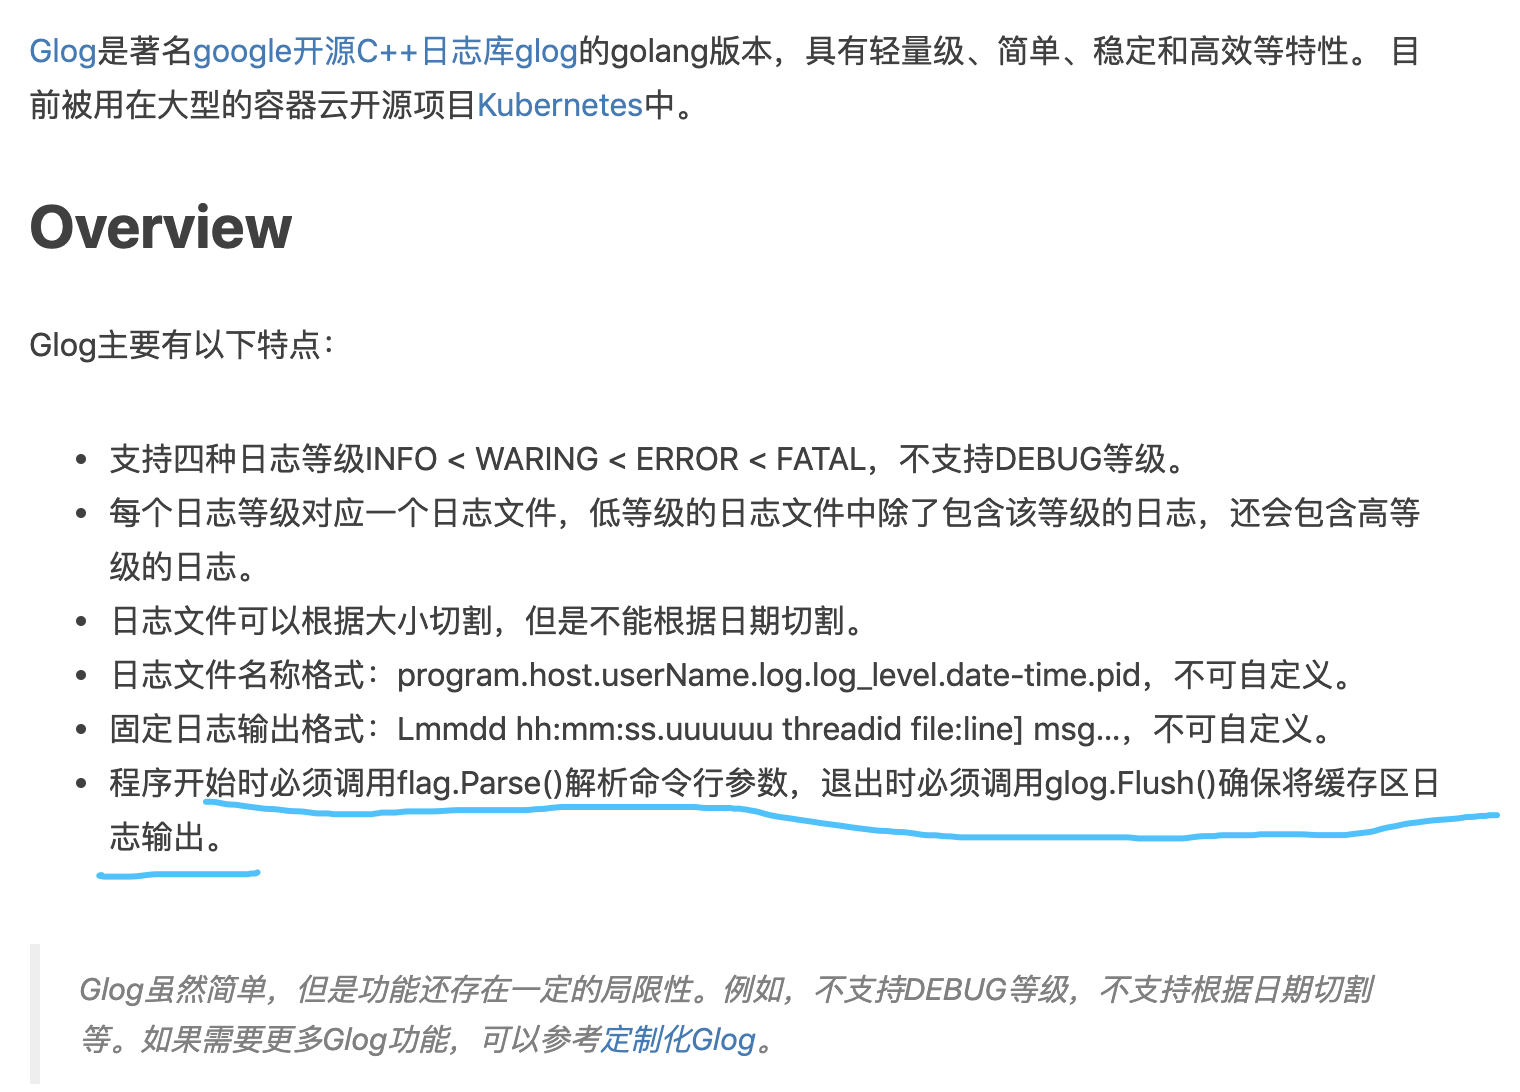 Glog是著名google开源C++日志库glog的golang版本，具有轻量级、简单、稳定和高效等特性。 目
前被用在大型的容器云开源项目Kubernetes中。
Overview
Glog主要有以下特点：
• 支持四种日志等级INFO < WARING < ERROR < FATAL，不支持DEBUG等级。
• 每个日志等级对应一个日志文件，低等级的日志文件中除了包含该等级的日志，还会包含高等
级的日志。
• 日志文件可以根据大小切割，但是不能根据日期切割。
• 日志文件名称格式：program.host.userName.log.log_level.date-time.pid，不可自定义。
• 固定日志输出格式：Lmmdd hh:mm:ss.uuuuuu threadid file:line] msg...，不可自定义。
• 程序开始时必须调用flag.Parse()解析命令行参数，退出时必须调用glog.Flush()确保将缓存区日
志输出。
Glog虽然简单，但是功能还存在一定的局限性。例如，不支持DEBUG等级，不支持根据日期切割
等。如果需要更多Glog功能，可以参考定制化Glog。